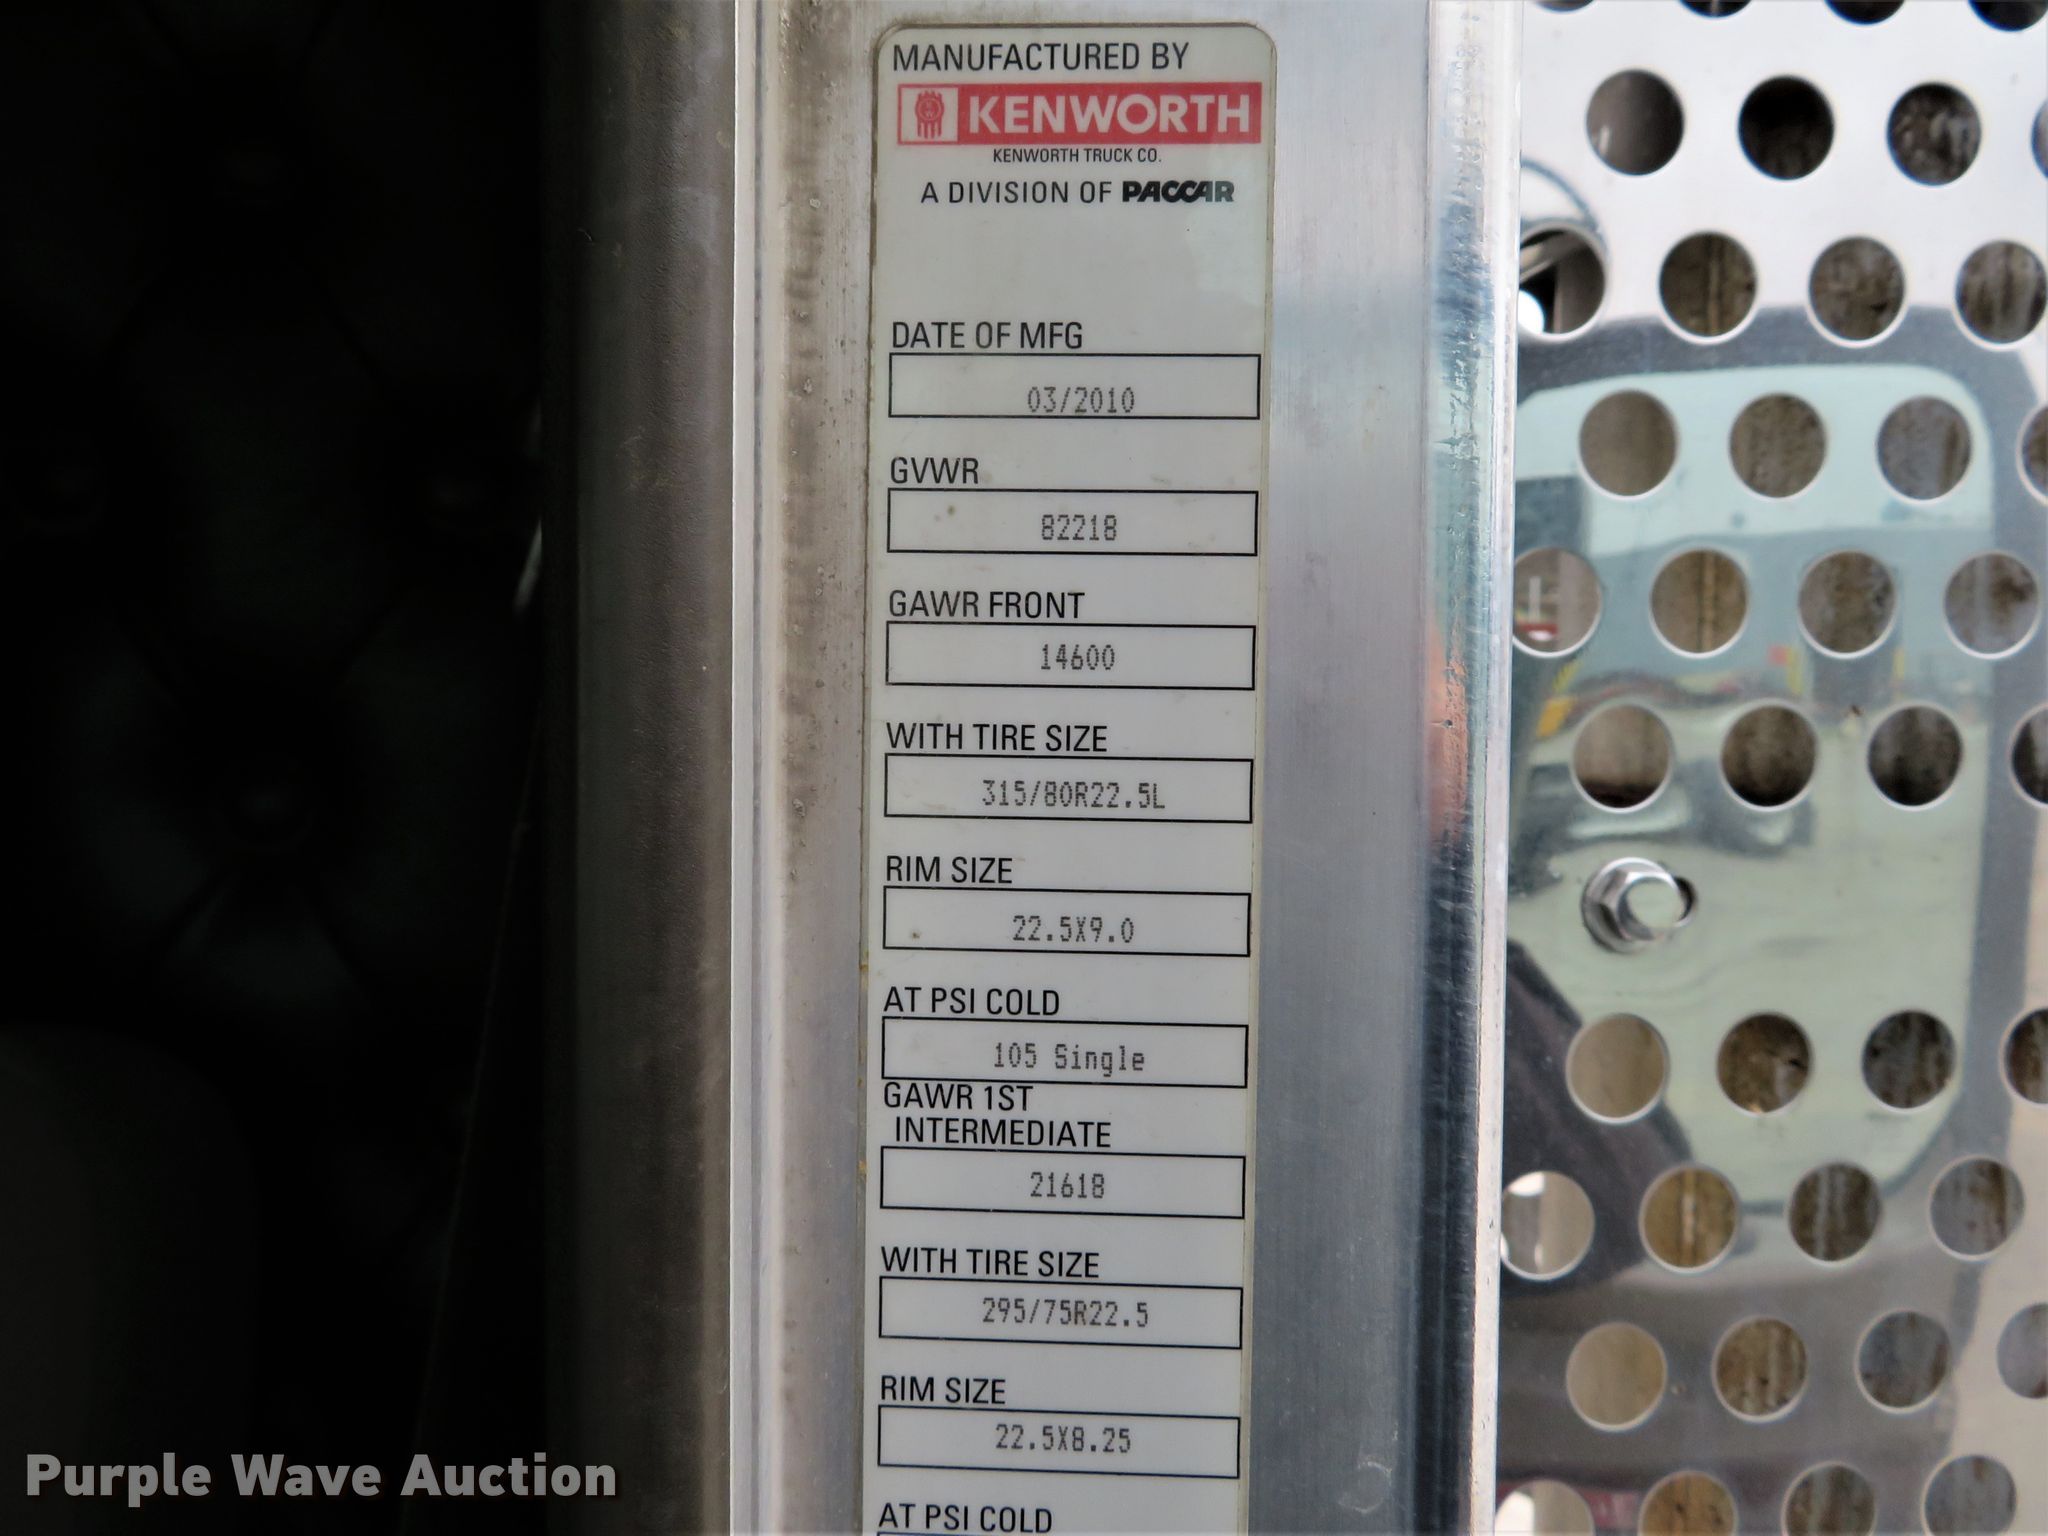 MANUFACTURED BY
KENWORTH
KENWORTH TRUCK CO.
A DIVISION OF PACCAR
DATE OF MFG
03/2010
GVWR
82218
GAWR FRONT
14600
WITH TIRE SIZE
315/80R22.5L
RIM SIZE
22.5X9.0
AT PSI COLD
105 Single
GAWR 1ST
INTERMEDIATE
21618
WITH TIRE SIZE
295/75R22.5
RIM SIZE
22.5X8.25
AT PSI COLD
Purple Wave Auction